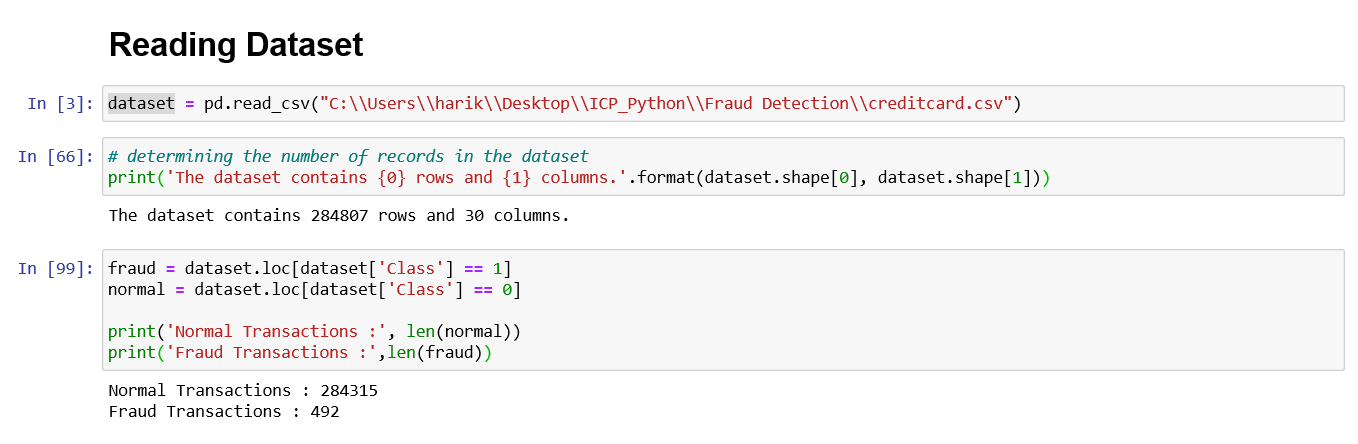 Reading Dataset
In [3]: dataset = pd.read_csv("C:\\Users\\harik\\Desktop\\ICP_Python\\Fraud Detection\\creditcard.csv")
In [66]: # determining the number of records in the dataset
print('The dataset contains {0} rows and {1} columns.'.format(dataset.shape[0], dataset.shape[1]))
The dataset contains 284807 rows and 30 columns.
In [99]: fraud = dataset.loc[dataset['Class'] == 1]
normal = dataset.loc[dataset['Class'] == 0]
print('Normal Transactions :', len(normal))
print('Fraud Transactions :',len(fraud))
Normal Transactions : 284315
Fraud Transactions : 492